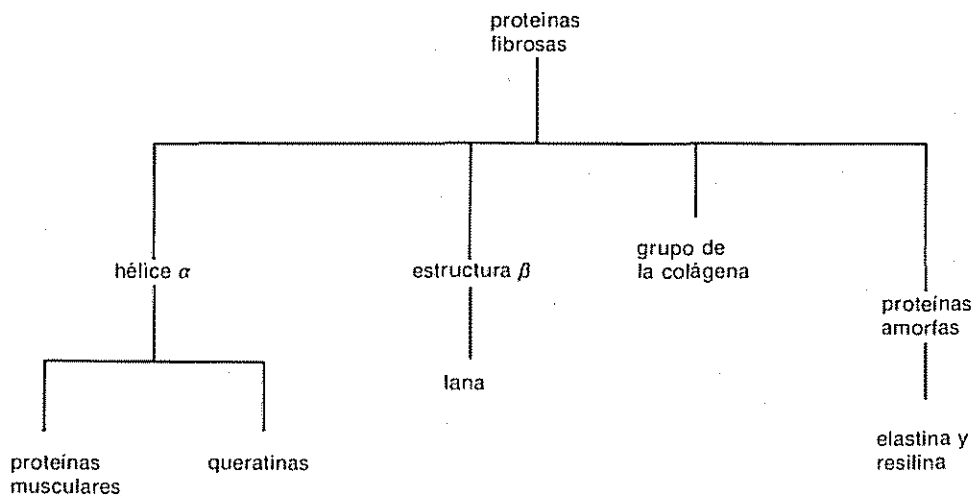 proteínas
fibrosas
hélice α
estructura β
grupo de
la colágena
proteínas
amorfas
lana
proteínas
musculares
queratinas
elastina y
resilina